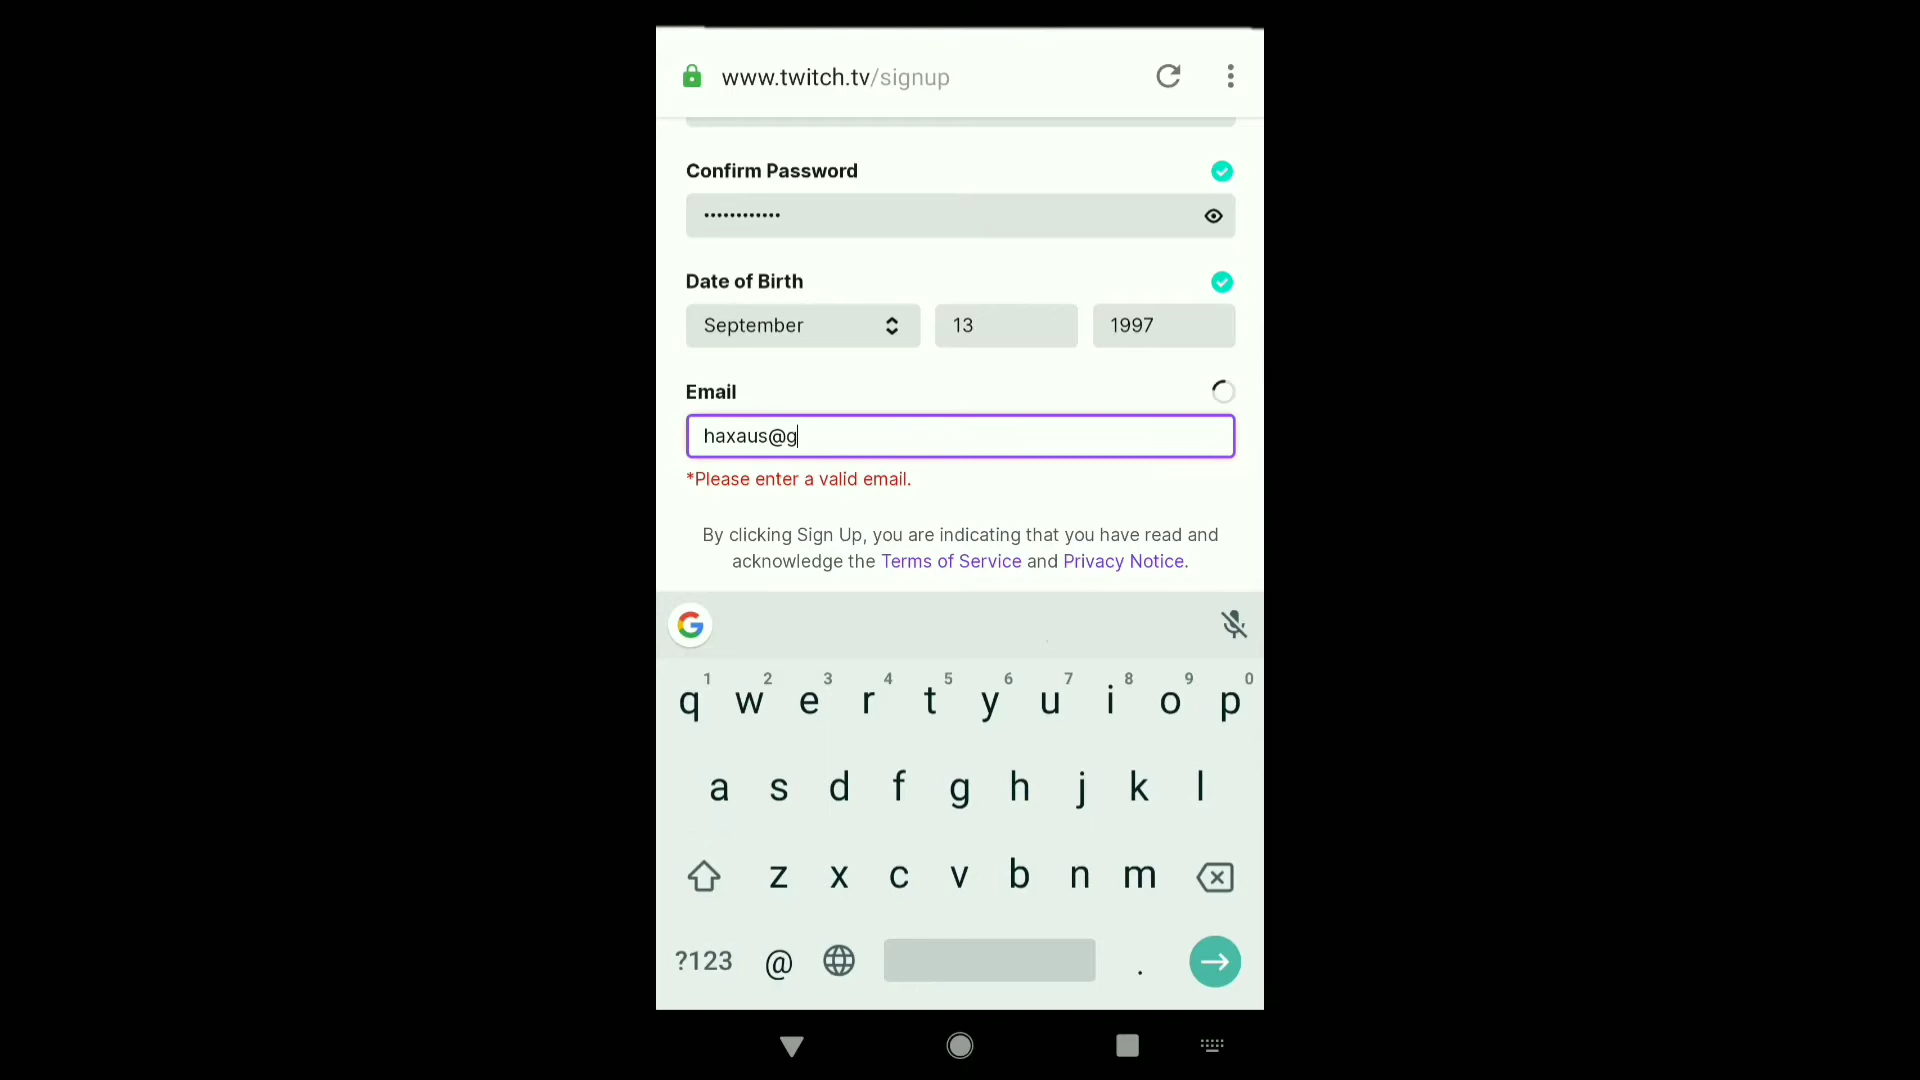 www.twitch.tv/signup
Confirm Password
••••••••••••
Date of Birth
September 13 1997
Email
haxaus@g
*Please enter a valid email.
By clicking Sign Up, you are indicating that you have read and
acknowledge the Terms of Service and Privacy Notice.
G
1 2 3 4 5 6 7 8 9 0
q w e r t y u i o p
a s d f g h j k l
z x c v b n m
?123 @ .